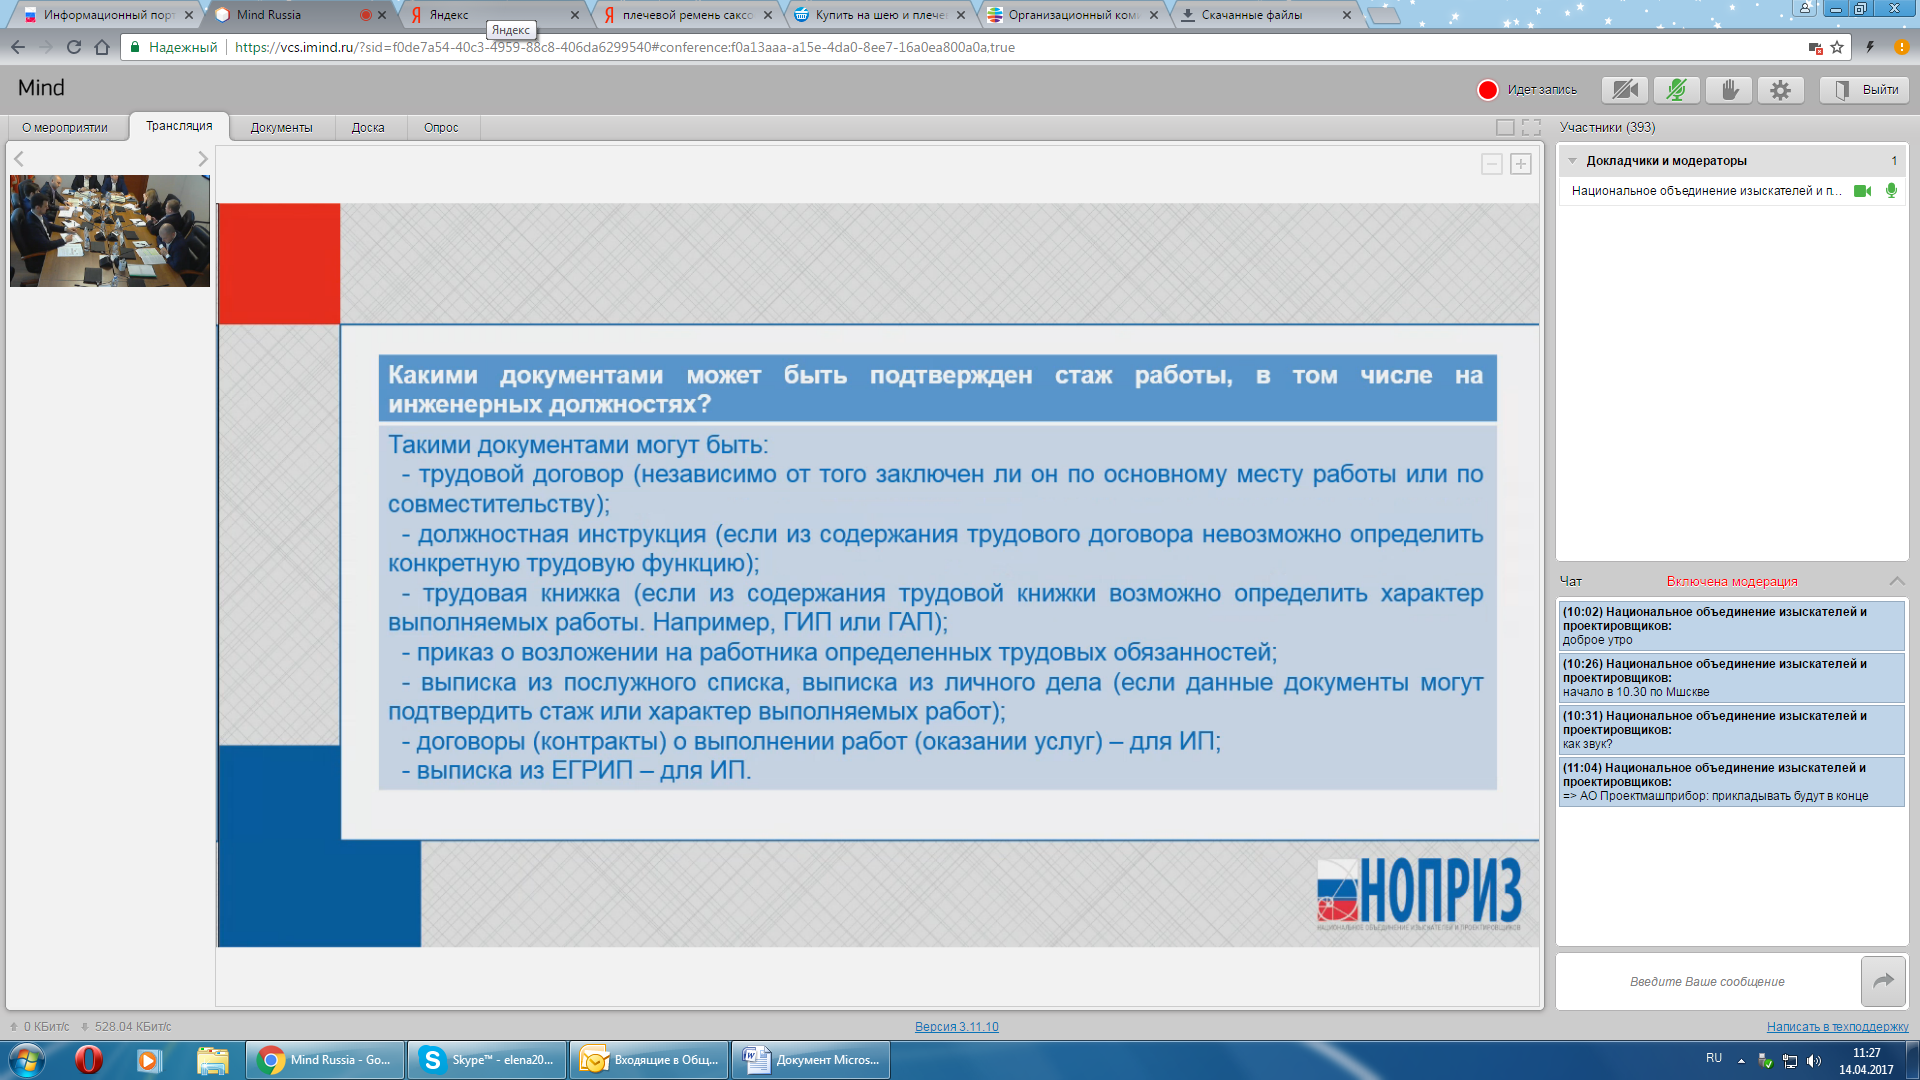 Информационный порт
Mind Russia
Яндекс
плечевой ремень саксо
Купить на шею и плече
Организационный ком
Скачанные файлы
Яндекс
Надежный
https://vcs.imind.ru/?sid=f0de7a54-40c3-4959-88c8-406da6299540#conference:f0a13aaa-a15e-4da0-8ee7-16a0ea800a0a,true
Mind
Идет запись
Выйти
О мероприятии
Трансляция
Документы
Доска
Опрос
Участники (393)
Докладчики и модераторы 1
Национальное объединение изыскателей и п...
Какими документами может быть подтвержден стаж работы, в том числе на
инженерных должностях?
Такими документами могут быть:
- трудовой договор (независимо от того заключен ли он по основному месту работы или по
совместительству);
- должностная инструкция (если из содержания трудового договора невозможно определить
конкретную трудовую функцию);
- трудовая книжка (если из содержания трудовой книжки возможно определить характер
выполняемых работы. Например, ГИП или ГАП);
- приказ о возложении на работника определенных трудовых обязанностей;
- выписка из послужного списка, выписка из личного дела (если данные документы могут
подтвердить стаж или характер выполняемых работ);
- договоры (контракты) о выполнении работ (оказании услуг) – для ИП;
- выписка из ЕГРИП – для ИП.
НОПРИЗ
НАЦИОНАЛЬНОЕ ОБЪЕДИНЕНИЕ ИЗЫСКАТЕЛЕЙ И ПРОЕКТИРОВЩИКОВ
Чат
Включена модерация
(10:02) Национальное объединение изыскателей и
проектировщиков:
доброе утро
(10:26) Национальное объединение изыскателей и
проектировщиков:
начало в 10.30 по Мшскве
(10:31) Национальное объединение изыскателей и
проектировщиков:
как звук?
(11:04) Национальное объединение изыскателей и
проектировщиков:
=> АО Проектмашприбор: прикладывать будут в конце
Введите Ваше сообщение
0 КБит/с
528.04 КБит/с
Версия 3.11.10
Написать в техподдержку
Mind Russia - Go...
Skype™ - elena20...
Входящие в Общ...
Документ Micros...
RU
11:27
14.04.2017